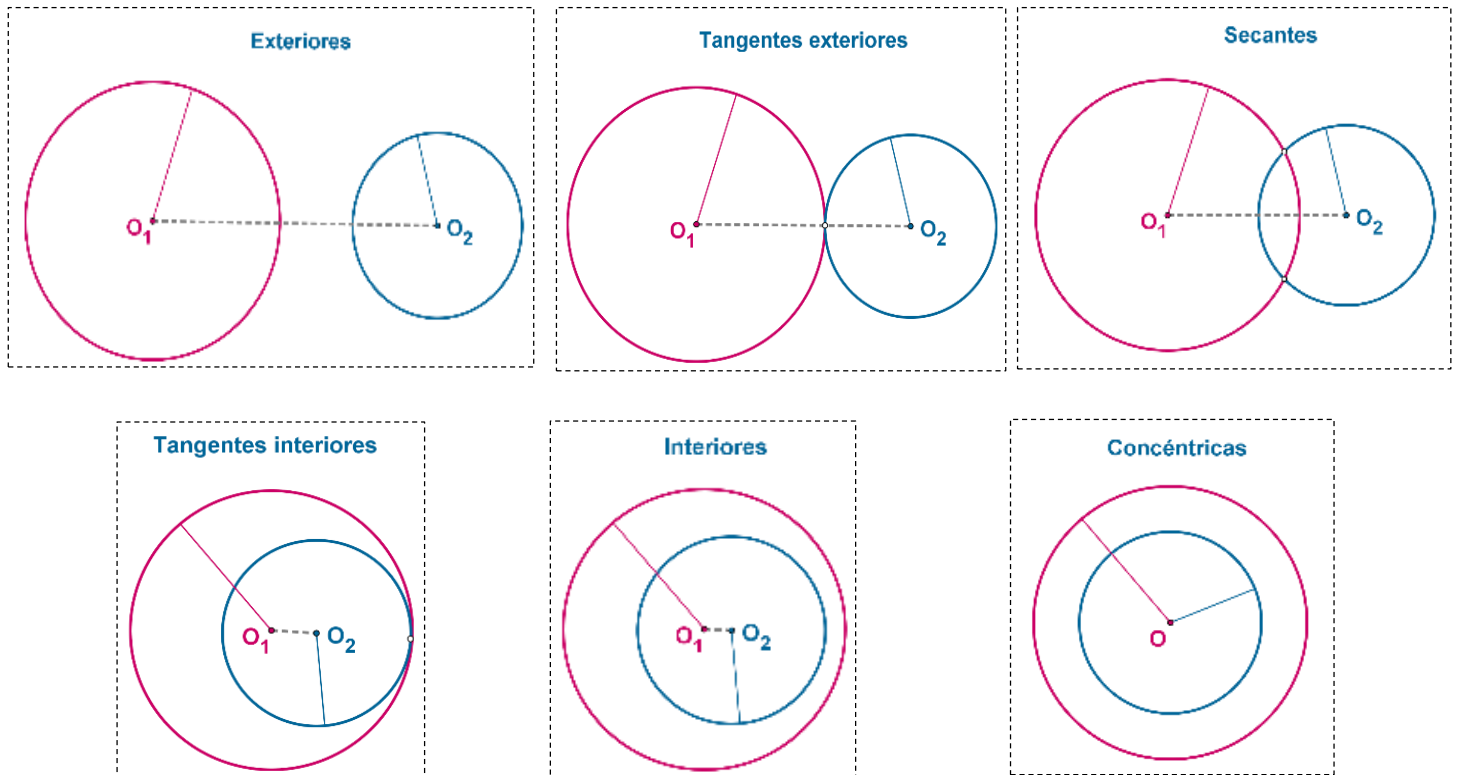 Exteriores
O₁
O₂
Tangentes exteriores
O₁
O₂
Secantes
O₁
O₂
Tangentes interiores
O₁
O₂
Interiores
O₁
O₂
Concéntricas
O